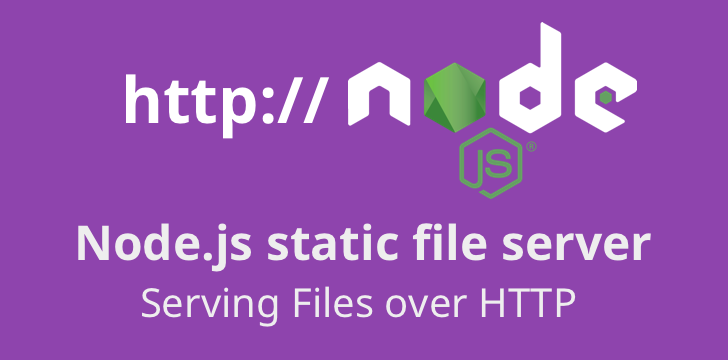 http:// node
JS®
Node.js static file server
Serving Files over HTTP